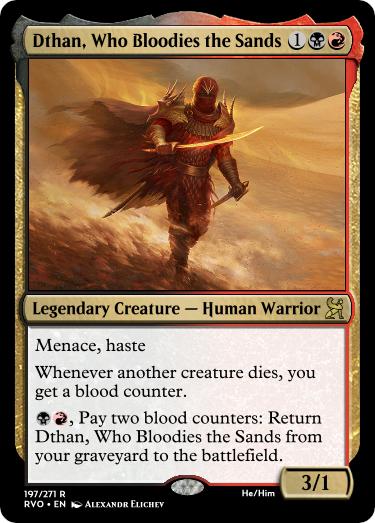 Dthan, Who Bloodies the Sands 1
Legendary Creature — Human Warrior
Menace, haste
Whenever another creature dies, you
get a blood counter.
, Pay two blood counters: Return
Dthan, Who Bloodies the Sands from
your graveyard to the battlefield.
3/1
197/271 R
He/Him
RVO • EN Alexandr Elichev